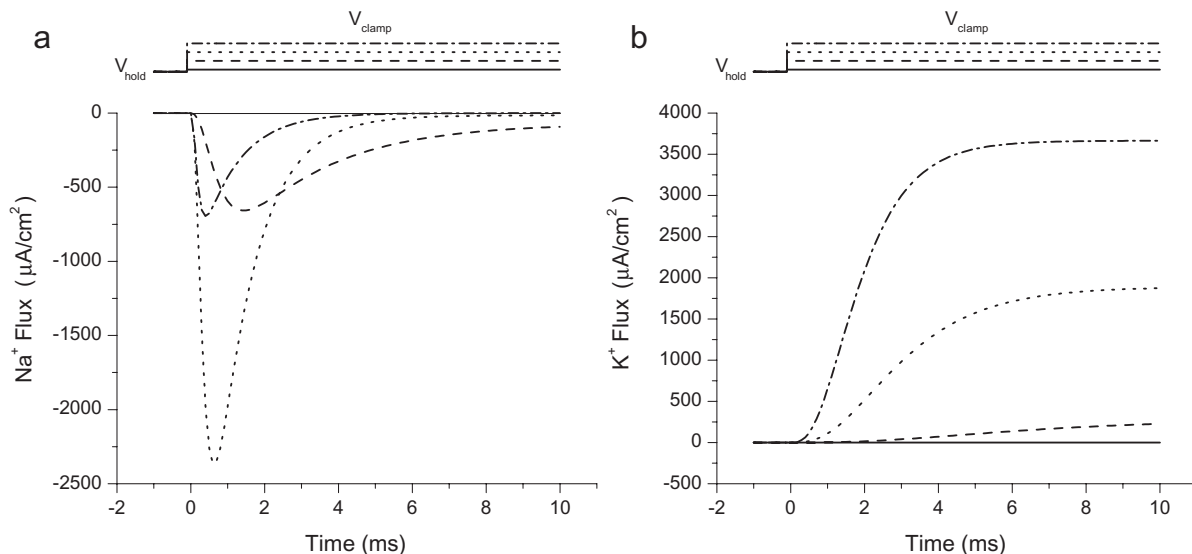 a
V_clamp
V_hold
Na⁺ Flux (μA/cm²)
0
-500
-1000
-1500
-2000
-2500
-2 0 2 4 6 8 10
Time (ms)
b
V_clamp
V_hold
K⁺ Flux (μA/cm²)
4000
3500
3000
2500
2000
1500
1000
500
0
-500
-2 0 2 4 6 8 10
Time (ms)